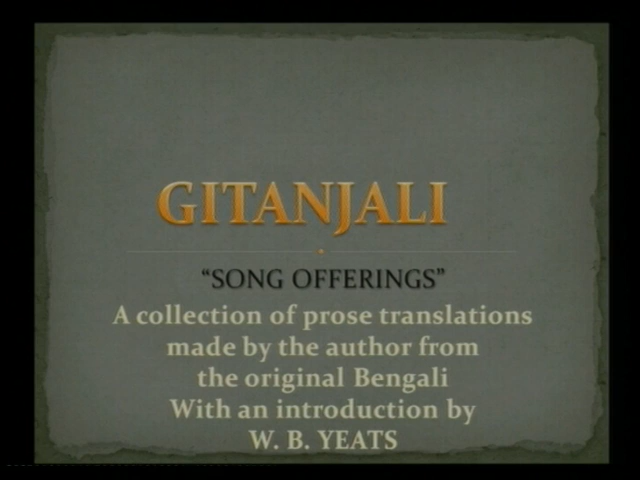 GITANJALI
“SONG OFFERINGS”
A collection of prose translations
made by the author from
the original Bengali
With an introduction by
W. B. YEATS